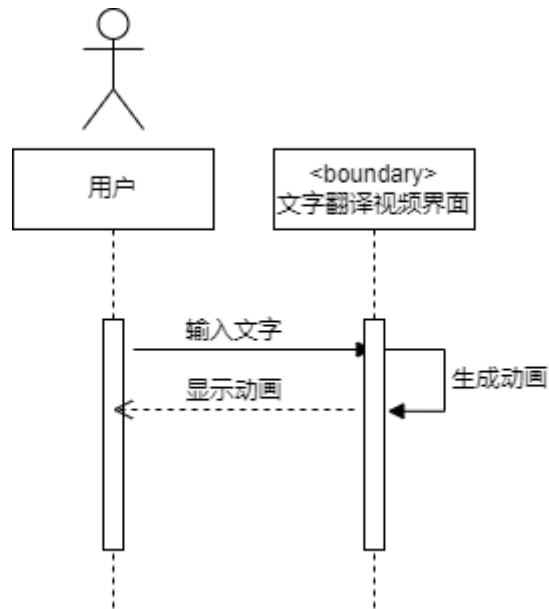 用户
<boundary>
文字翻译视频界面
输入文字
生成动画
显示动画